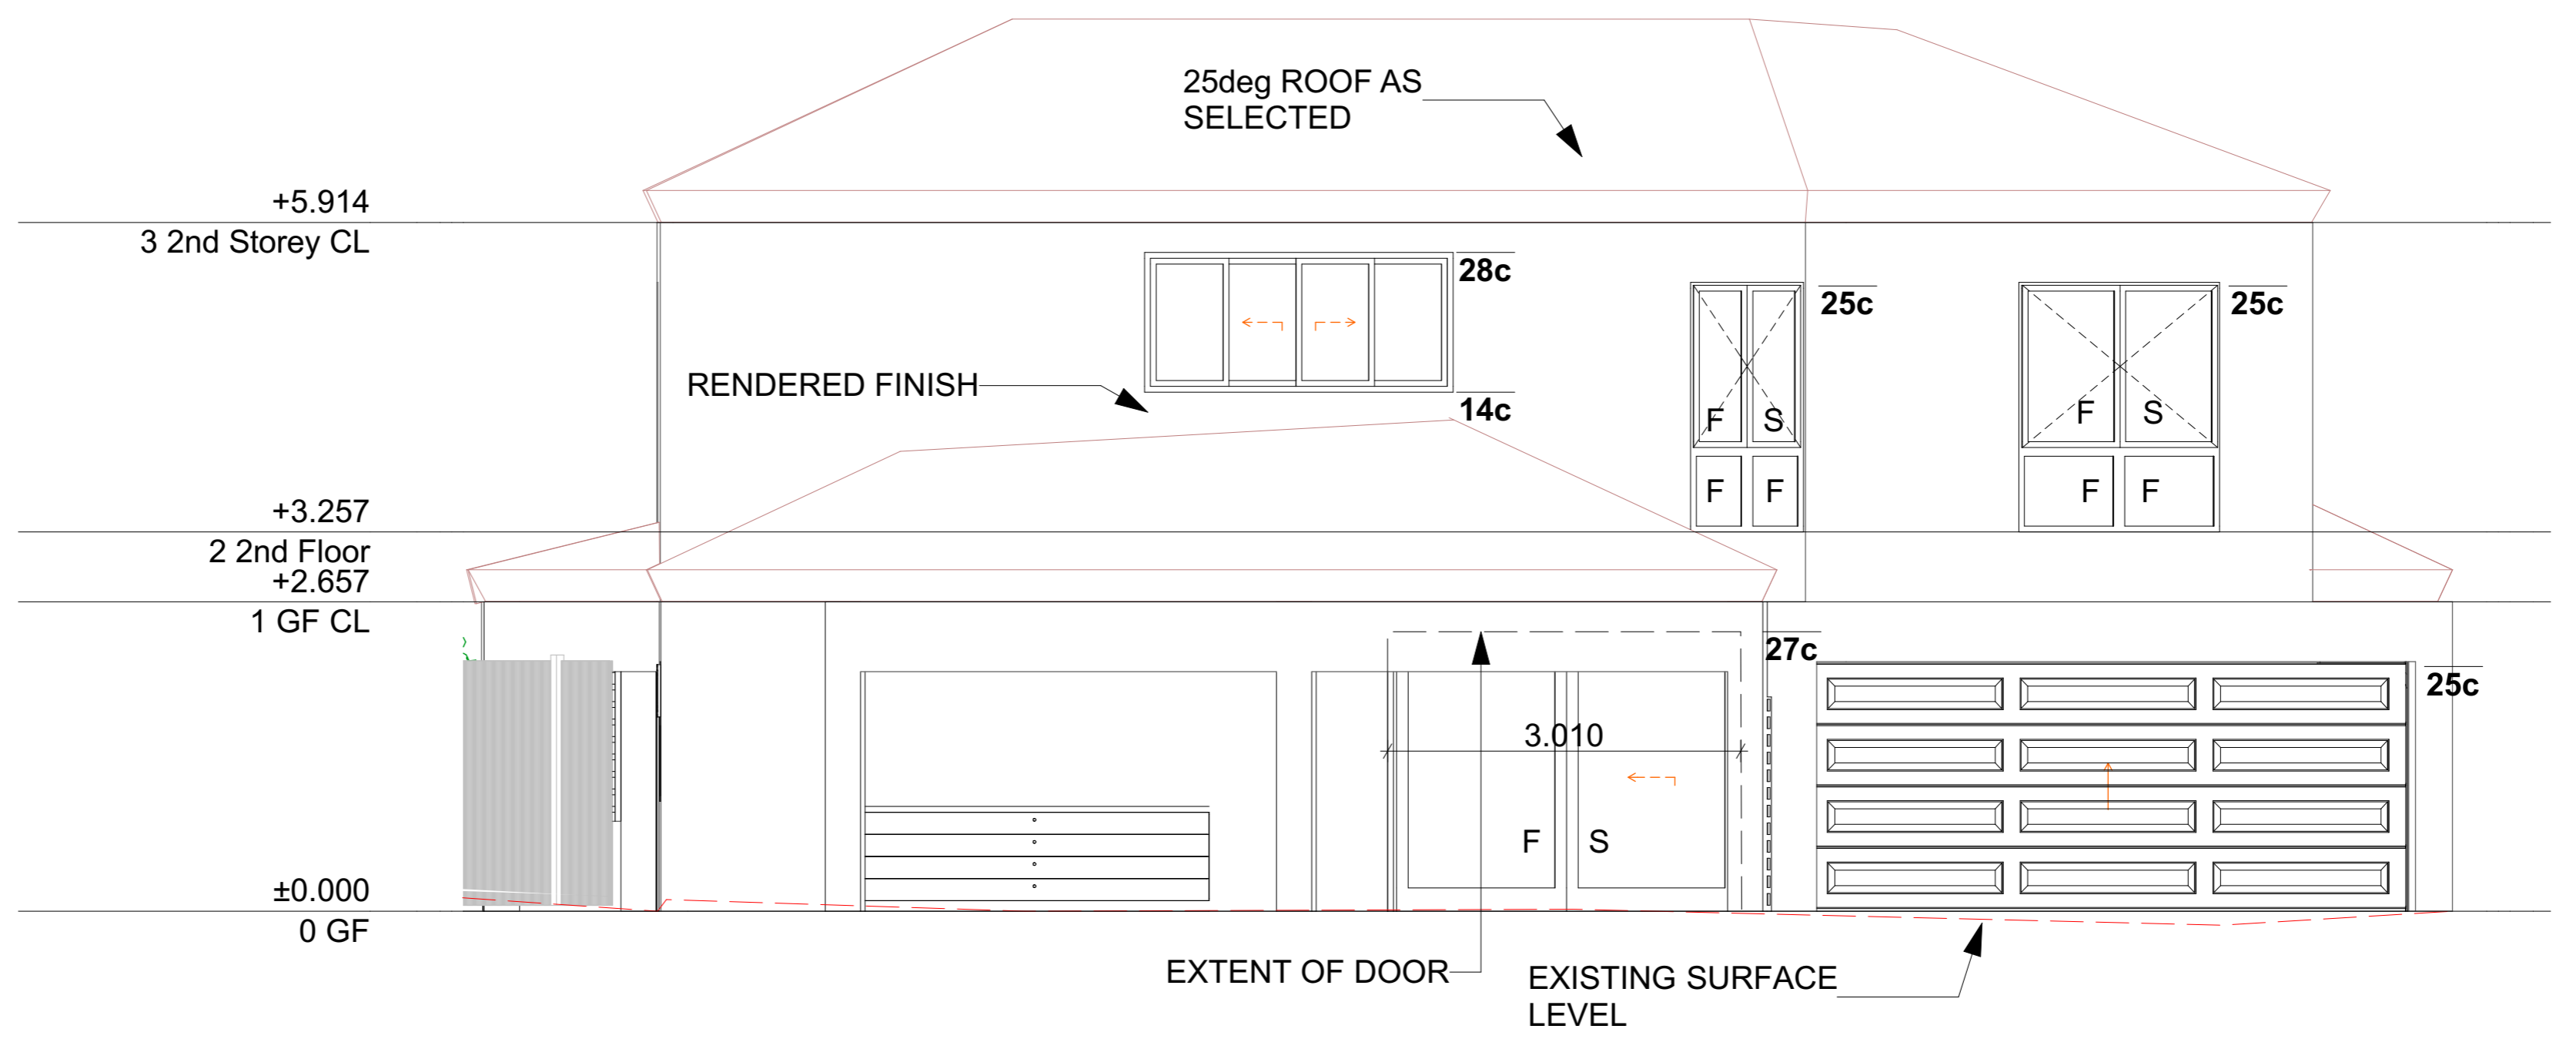 25deg ROOF AS
SELECTED
+5.914
3 2nd Storey CL
28c
25c
25c
RENDERED FINISH
14c
F S
F S
F F
F F
+3.257
2 2nd Floor
+2.657
1 GF CL
27c
25c
3.010
F S
±0.000
0 GF
EXTENT OF DOOR
EXISTING SURFACE
LEVEL